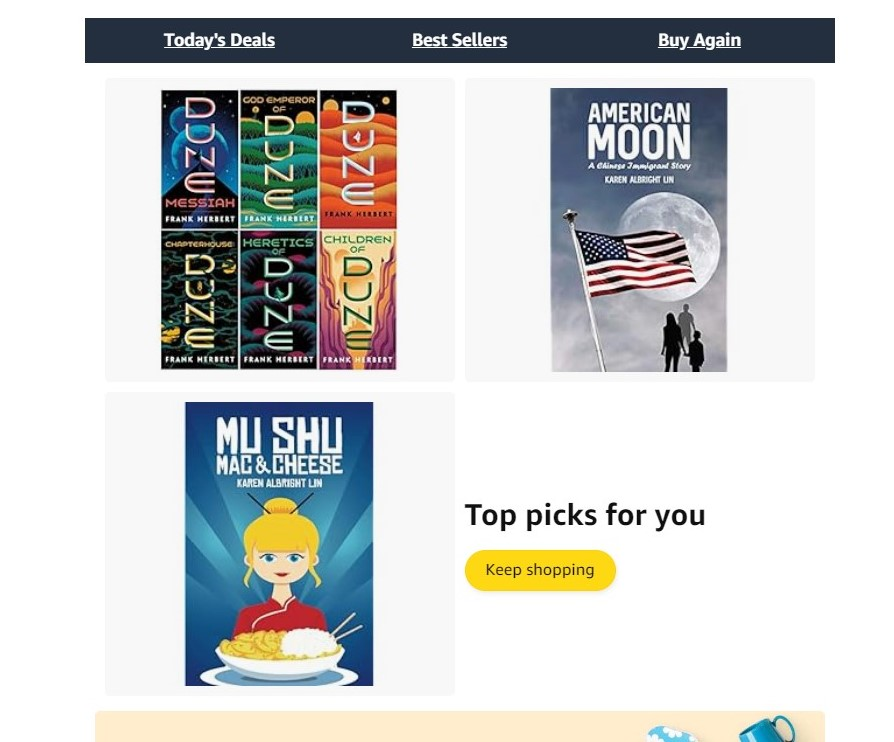 Today's Deals
Best Sellers
Buy Again
DUNE
MESSIAH
FRANK HERBERT
GOD EMPEROR
OF
DUNE
FRANK HERBERT
DUNE
FRANK HERBERT
CHAPTERHOUSE:
DUNE
FRANK HERBERT
HERETICS
OF
DUNE
FRANK HERBERT
CHILDREN
OF
DUNE
FRANK HERBERT
AMERICAN
MOON
A Chinese Immigrant Story
KAREN ALBRIGHT LIN
MU SHU
MAC & CHEESE
KAREN ALBRIGHT LIN
Top picks for you
Keep shopping